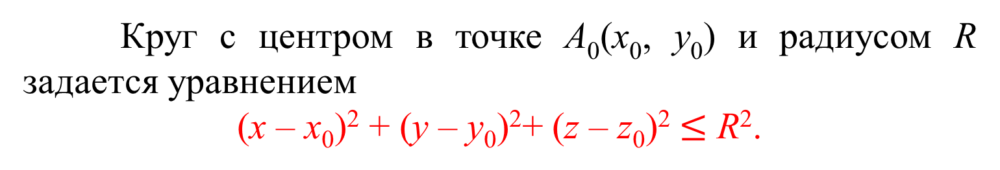 Круг с центром в точке A₀(x₀, y₀) и радиусом R
задается уравнением
(x – x₀)² + (y – y₀)²+ (z – z₀)² ≤ R².